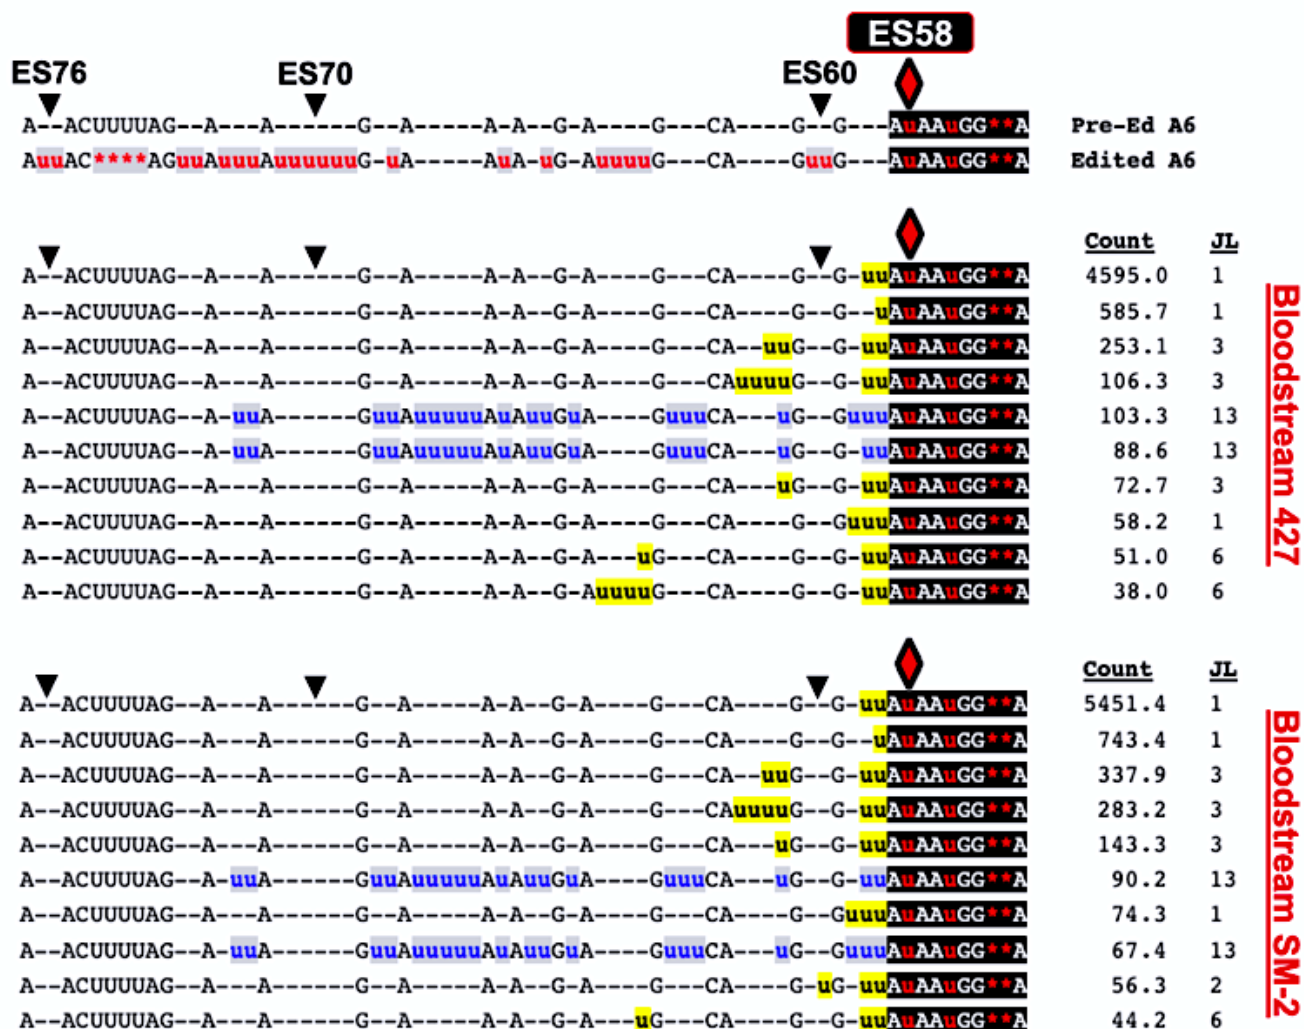 ES58
ES76 ES70 ES60
A--ACUUUUAG--A---A------G--A-----A-A--G-A----G---CA----G--G---AuAAuGG**A Pre-Ed A6
AuuAC****AGuuAuuuAuuuuuuG-uA-----AuA-uG-AuuuuG---CA----GuuG---AuAAuGG**A Edited A6
Count JL
A--ACUUUUAG--A---A------G--A-----A-A--G-A----G---CA----G--G-uuAuAAuGG**A 4595.0 1
A--ACUUUUAG--A---A------G--A-----A-A--G-A----G---CA----G--G--uAuAAuGG**A 585.7 1
A--ACUUUUAG--A---A------G--A-----A-A--G-A----G---CA--uuG--G-uuAuAAuGG**A 253.1 3
A--ACUUUUAG--A---A------G--A-----A-A--G-A----G---CAuuuuG--G-uuAuAAuGG**A 106.3 3
A--ACUUUUAG--A-uuA------GuuAuuuuuAuAuuGuA----GuuuCA---uG--GuuuAuAAuGG**A 103.3 13
A--ACUUUUAG--A-uuA------GuuAuuuuuAuAuuGuA----GuuuCA---uG--G-uuAuAAuGG**A 88.6 13
A--ACUUUUAG--A---A------G--A-----A-A--G-A----G---CA---uG--G-uuAuAAuGG**A 72.7 3
A--ACUUUUAG--A---A------G--A-----A-A--G-A----G---CA----G--GuuuAuAAuGG**A 58.2 1
A--ACUUUUAG--A---A------G--A-----A-A--G-A---uG---CA----G--G-uuAuAAuGG**A 51.0 6
A--ACUUUUAG--A---A------G--A-----A-A--G-AuuuuG---CA----G--G-uuAuAAuGG**A 38.0 6
Bloodstream 427
Count JL
A--ACUUUUAG--A---A------G--A-----A-A--G-A----G---CA----G--G-uuAuAAuGG**A 5451.4 1
A--ACUUUUAG--A---A------G--A-----A-A--G-A----G---CA----G--G--uAuAAuGG**A 743.4 1
A--ACUUUUAG--A---A------G--A-----A-A--G-A----G---CA--uuG--G-uuAuAAuGG**A 337.9 3
A--ACUUUUAG--A---A------G--A-----A-A--G-A----G---CAuuuuG--G-uuAuAAuGG**A 283.2 3
A--ACUUUUAG--A---A------G--A-----A-A--G-A----G---CA---uG--G-uuAuAAuGG**A 143.3 3
A--ACUUUUAG--A-uuA------GuuAuuuuuAuAuuGuA----GuuuCA---uG--G-uuAuAAuGG**A 90.2 13
A--ACUUUUAG--A---A------G--A-----A-A--G-A----G---CA----G--GuuuAuAAuGG**A 74.3 1
A--ACUUUUAG--A-uuA------GuuAuuuuuAuAuuGuA----GuuuCA---uG--GuuuAuAAuGG**A 67.4 13
A--ACUUUUAG--A---A------G--A-----A-A--G-A----G---CA----G-uG-uuAuAAuGG**A 56.3 2
A--ACUUUUAG--A---A------G--A-----A-A--G-A---uG---CA----G--G-uuAuAAuGG**A 44.2 6
Bloodstream SM-2